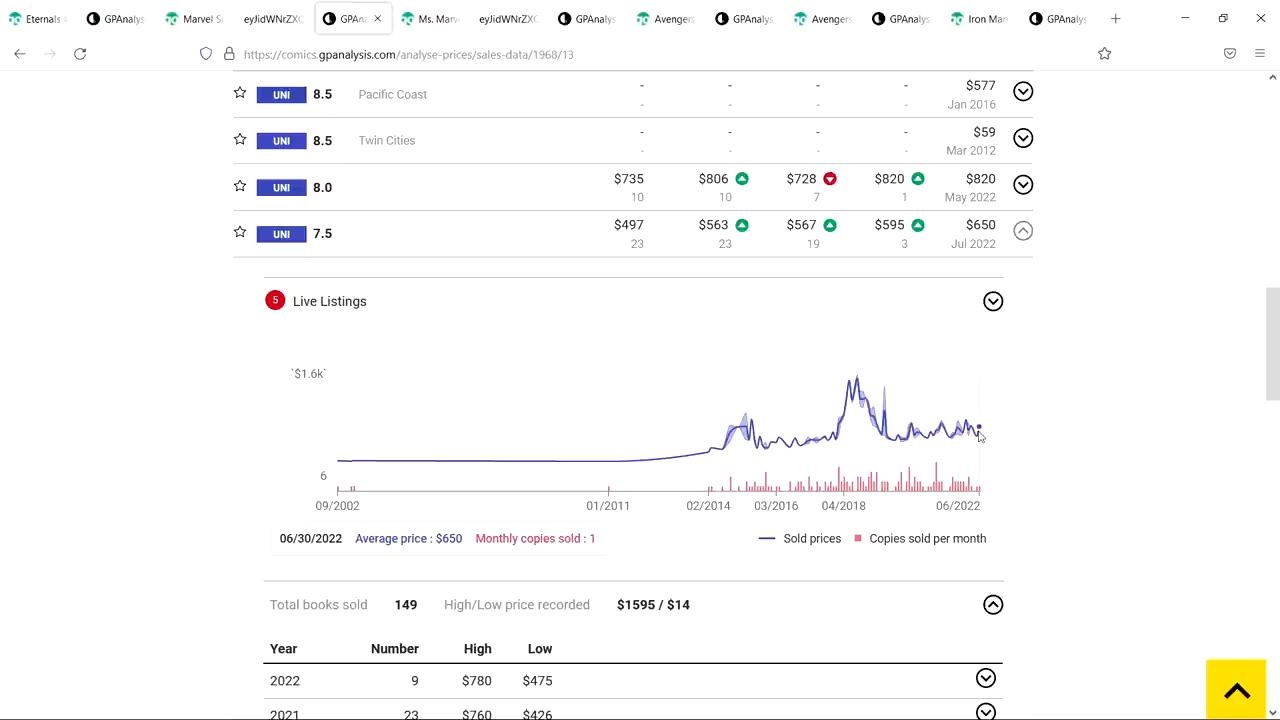 Eternals GPAnalys Marvel S eyJidWNrZXC GPAna Ms. Marv eyJidWNrZXC GPAnalys Avengers GPAnalys Avengers GPAnalys Iron Man GPAnalys
https://comics.gpanalysis.com/analyse-prices/sales-data/1968/13
UNI 8.5 Pacific Coast - - - - $577
- - - - Jan 2016
UNI 8.5 Twin Cities - - - - $59
- - - - Mar 2012
UNI 8.0 $735 $806 $728 $820 $820
10 10 7 1 May 2022
UNI 7.5 $497 $563 $567 $595 $650
23 23 19 3 Jul 2022
5 Live Listings
`$1.6k`
6
09/2002 01/2011 02/2014 03/2016 04/2018 06/2022
06/30/2022 Average price : $650 Monthly copies sold : 1 Sold prices Copies sold per month
Total books sold 149 High/Low price recorded $1595 / $14
Year Number High Low
2022 9 $780 $475
2021 23 $760 $426